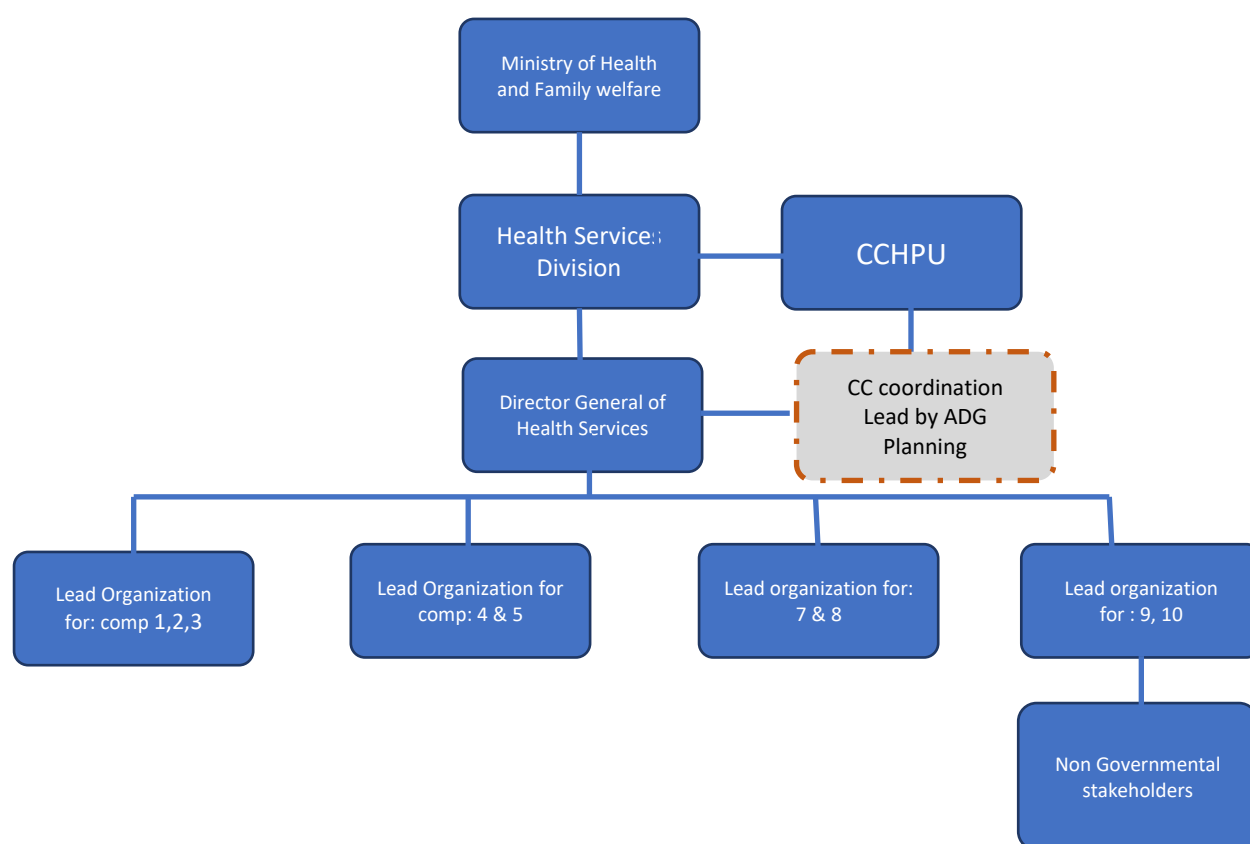 Ministry of Health
and Family welfare
Health Services
Division
CCHPU
Director General of
Health Services
CC coordination
Lead by ADG
Planning
Lead Organization
for: comp 1,2,3
Lead Organization for
comp: 4 & 5
Lead organization for:
7 & 8
Lead organization
for : 9, 10
Non Governmental
stakeholders